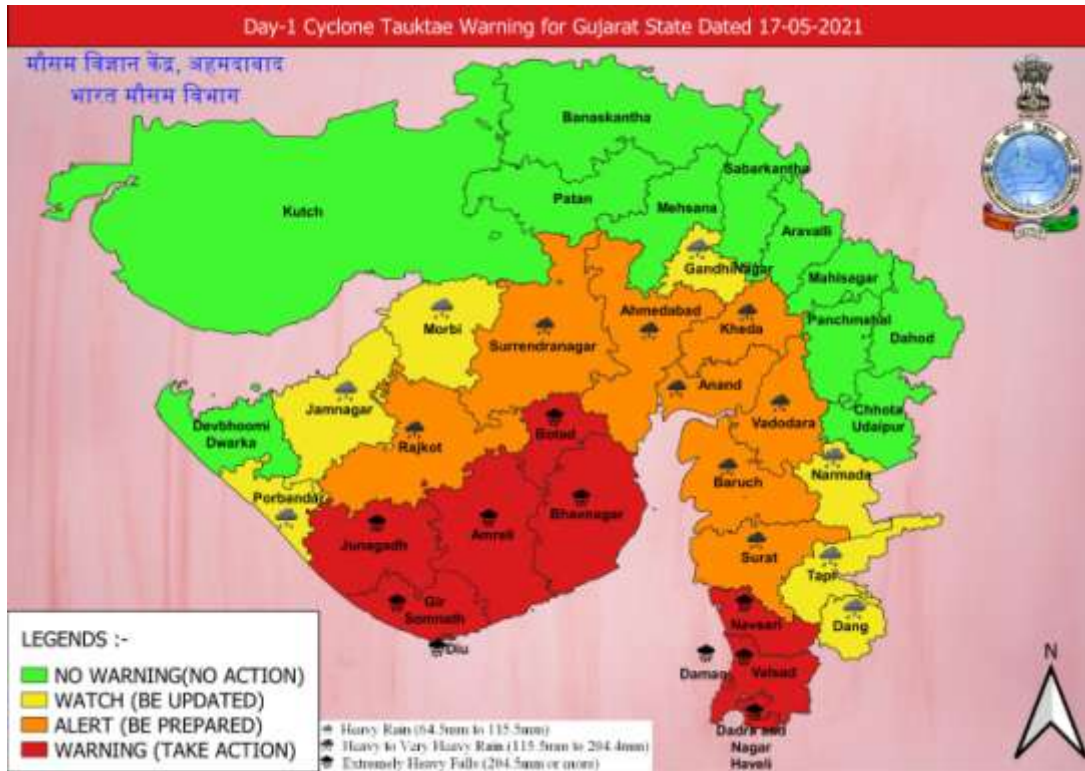 Day-1 Cyclone Tauktae Warning for Gujarat State Dated 17-05-2021
मौसम विज्ञान केंद्र, अहमदाबाद
भारत मौसम विभाग
Banaskantha
Sabarkantha
Patan
Kutch
Mehsana
Aravalli
GandhiNagar
Mahisagar
Ahmedabad
Panchmahal
Morbi
Kheda
Dahod
Surrendranagar
Anand
Jamnagar
Chhota
Udaipur
Devbhoomi
Dwarka
Vadodara
Botad
Rajkot
Narmada
Baruch
Porbandar
Bhavnagar
Amreli
Junagadh
Surat
Tapi
Gir
Somnath
Navsari
Dang
Diu
Daman
Valsad
Dadra and
Nagar
Haveli
N
LEGENDS :-
NO WARNING(NO ACTION)
WATCH (BE UPDATED)
ALERT (BE PREPARED)
WARNING (TAKE ACTION)
Heavy Rain (64.5mm to 115.5mm)
Heavy to Very Heavy Rain (115.5mm to 204.4mm)
Extremely Heavy Falls (204.5mm or more)